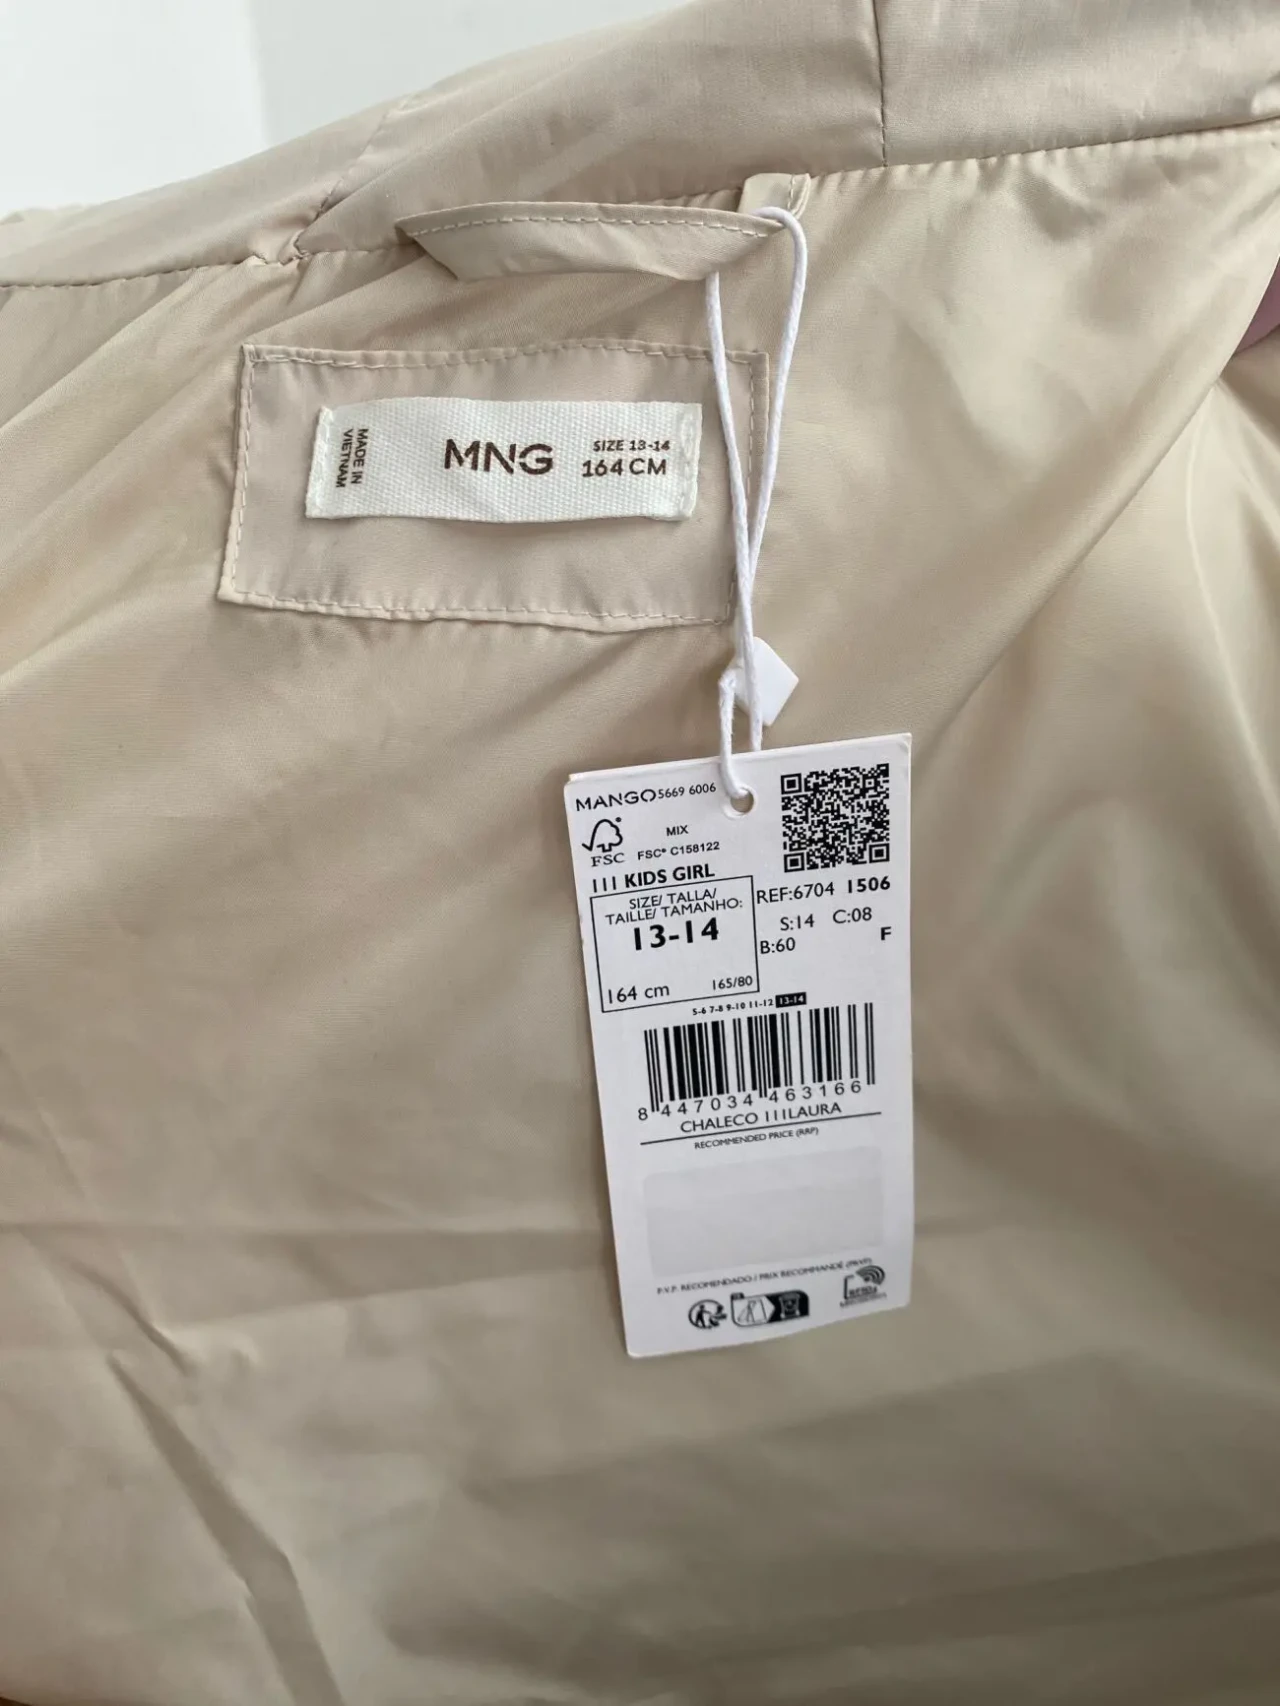 MADE IN
VIETNAM
MNG
SIZE 13-14
164 CM
MANGO 5669 6006
FSC
MIX
FSC® C158122
111 KIDS GIRL
SIZE/ TALLA/
TAILLE/ TAMANHO:
13-14
164 cm 165/80
REF:6704 1506
S:14 C:08
B:60 F
5-6 7-8 9-10 11-12 13-14
8 447034 463166
CHALECO 111LAURA
RECOMMENDED PRICE (RRP)
P.V.P. RECOMENDADO / PRIX RECOMMANDÉ (PRVP)